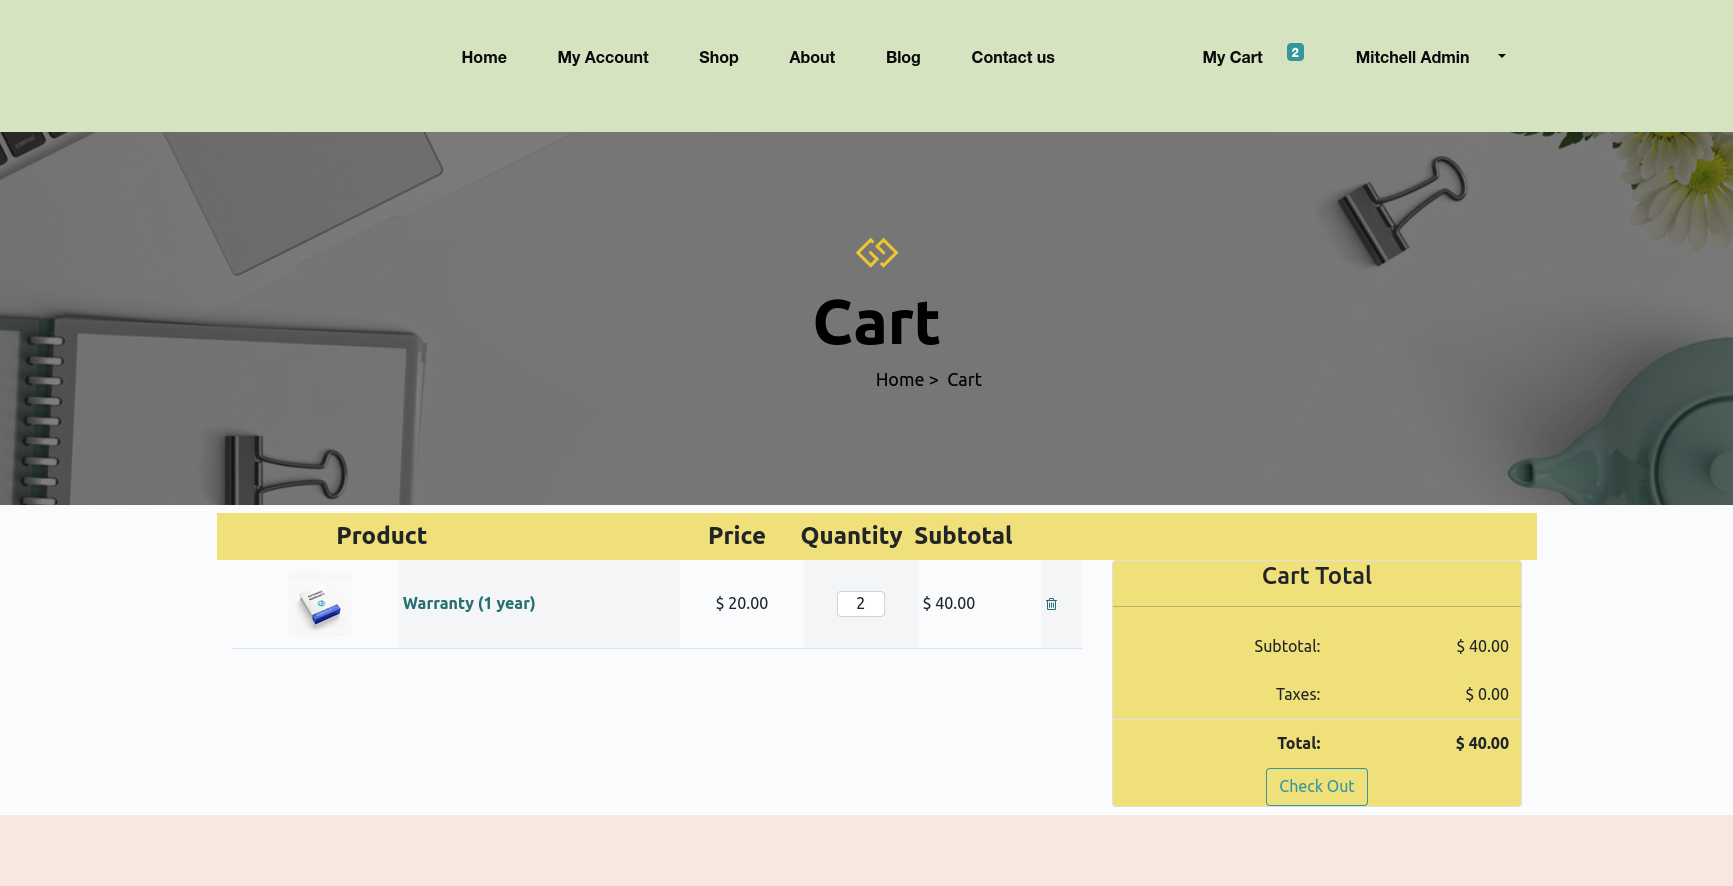 Home My Account Shop About Blog Contact us My Cart 2 Mitchell Admin
Cart
Home > Cart
Product Price Quantity Subtotal
Warranty (1 year) $ 20.00 2 $ 40.00
Cart Total
Subtotal: $ 40.00
Taxes: $ 0.00
Total: $ 40.00
Check Out